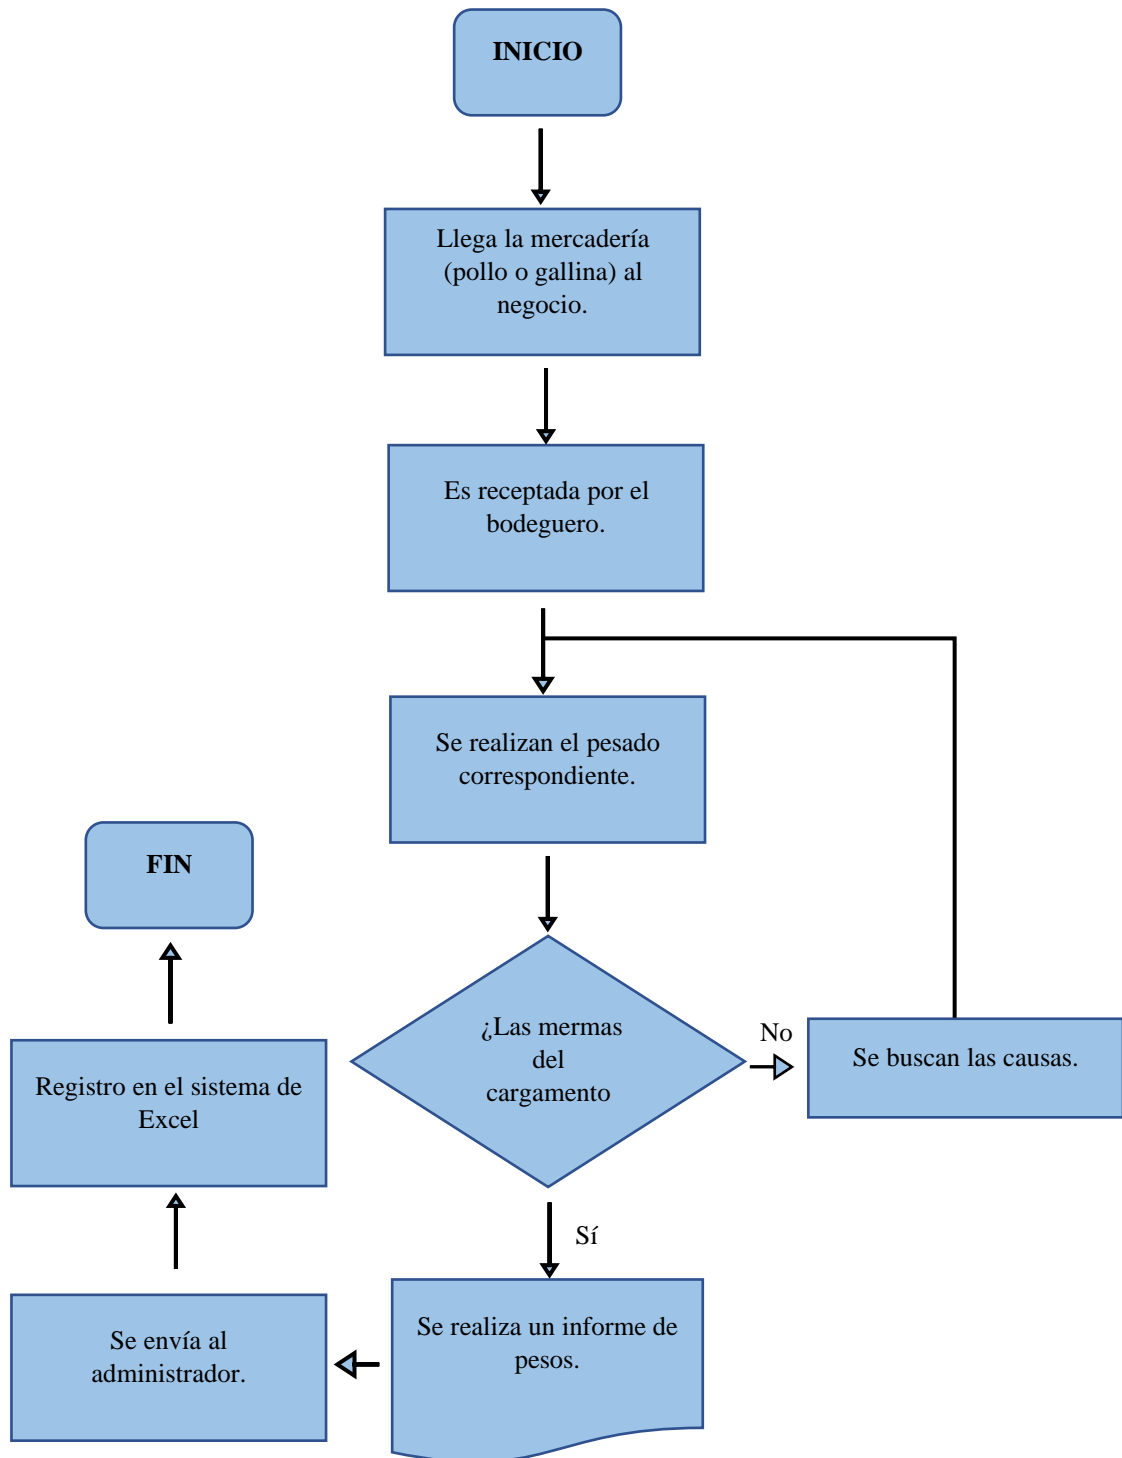 INICIO
Llega la mercadería
(pollo o gallina) al
negocio.
Es receptada por el
bodeguero.
Se realizan el pesado
correspondiente.
FIN
¿Las mermas
del
cargamento
No
Se buscan las causas.
Registro en el sistema de
Excel
Sí
Se realiza un informe de
pesos.
Se envía al
administrador.